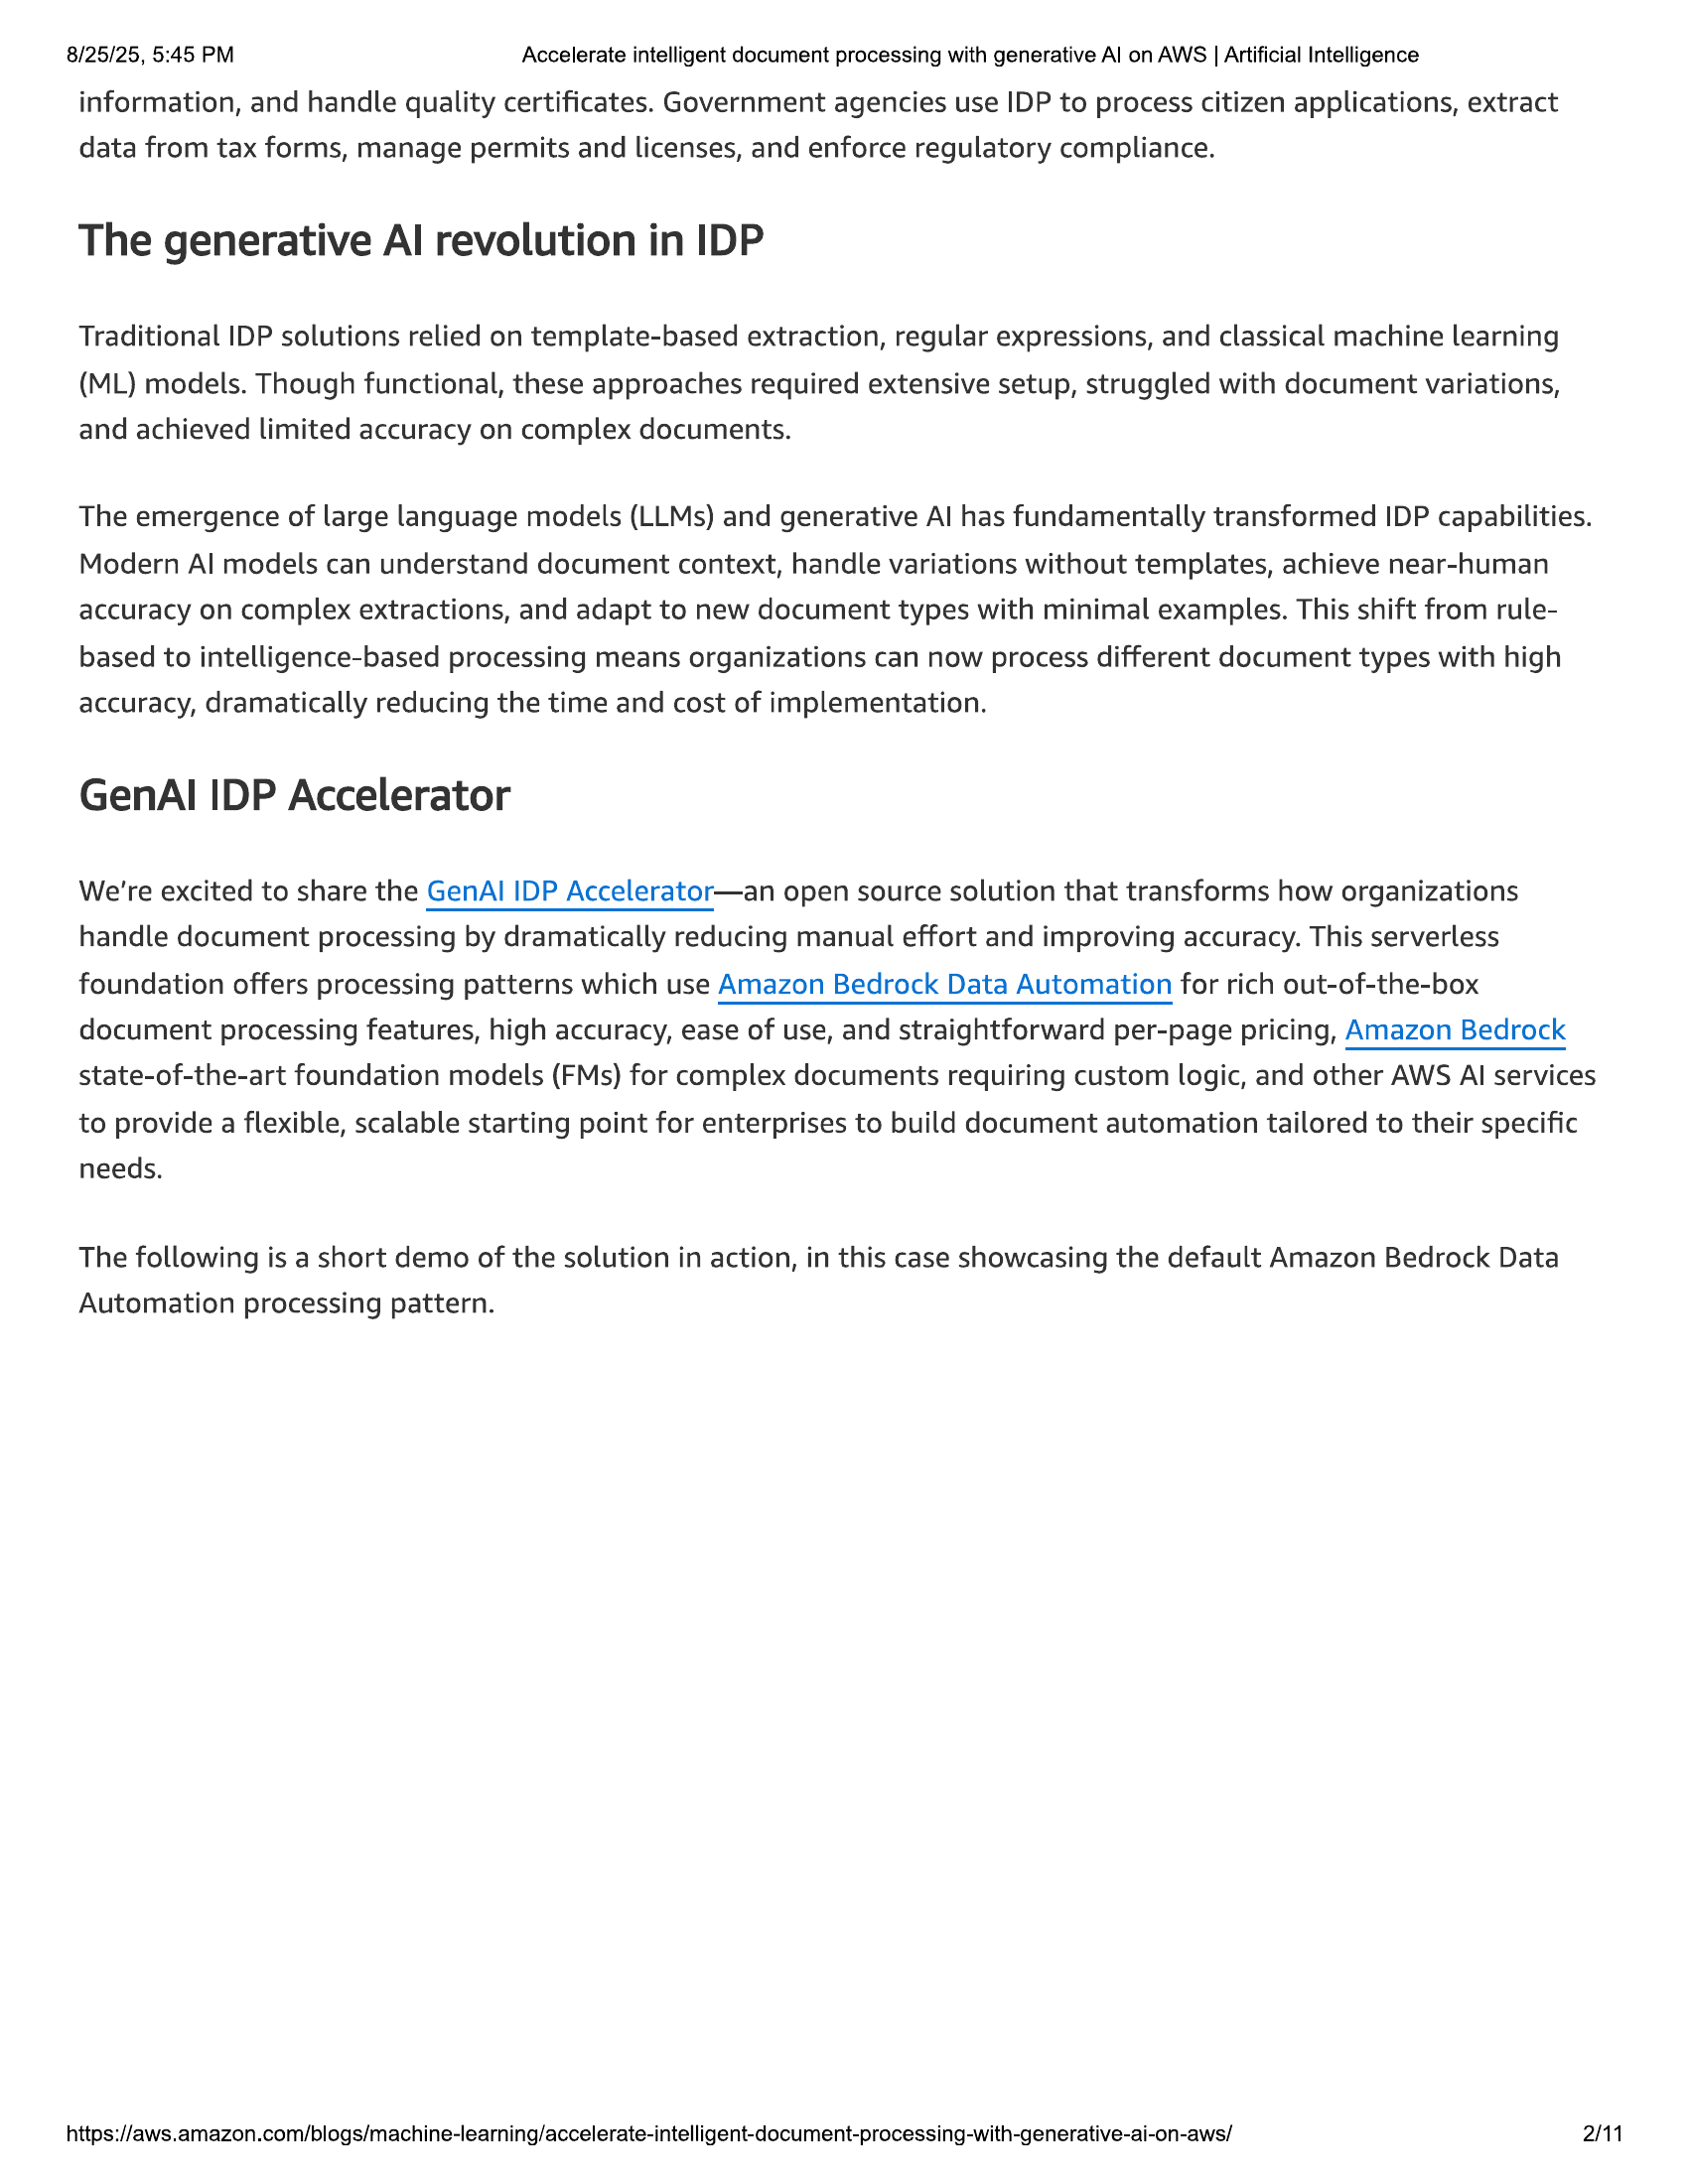 8/25/25, 5:45 PM Accelerate intelligent document processing with generative AI on AWS | Artificial Intelligence
information, and handle quality certificates. Government agencies use IDP to process citizen applications, extract
data from tax forms, manage permits and licenses, and enforce regulatory compliance.
The generative AI revolution in IDP
Traditional IDP solutions relied on template-based extraction, regular expressions, and classical machine learning
(ML) models. Though functional, these approaches required extensive setup, struggled with document variations,
and achieved limited accuracy on complex documents.
The emergence of large language models (LLMs) and generative AI has fundamentally transformed IDP capabilities.
Modern AI models can understand document context, handle variations without templates, achieve near-human
accuracy on complex extractions, and adapt to new document types with minimal examples. This shift from rule-
based to intelligence-based processing means organizations can now process different document types with high
accuracy, dramatically reducing the time and cost of implementation.
GenAI IDP Accelerator
We’re excited to share the GenAI IDP Accelerator—an open source solution that transforms how organizations
handle document processing by dramatically reducing manual effort and improving accuracy. This serverless
foundation offers processing patterns which use Amazon Bedrock Data Automation for rich out-of-the-box
document processing features, high accuracy, ease of use, and straightforward per-page pricing, Amazon Bedrock
state-of-the-art foundation models (FMs) for complex documents requiring custom logic, and other AWS AI services
to provide a flexible, scalable starting point for enterprises to build document automation tailored to their specific
needs.
The following is a short demo of the solution in action, in this case showcasing the default Amazon Bedrock Data
Automation processing pattern.
https://aws.amazon.com/blogs/machine-learning/accelerate-intelligent-document-processing-with-generative-ai-on-aws/ 2/11